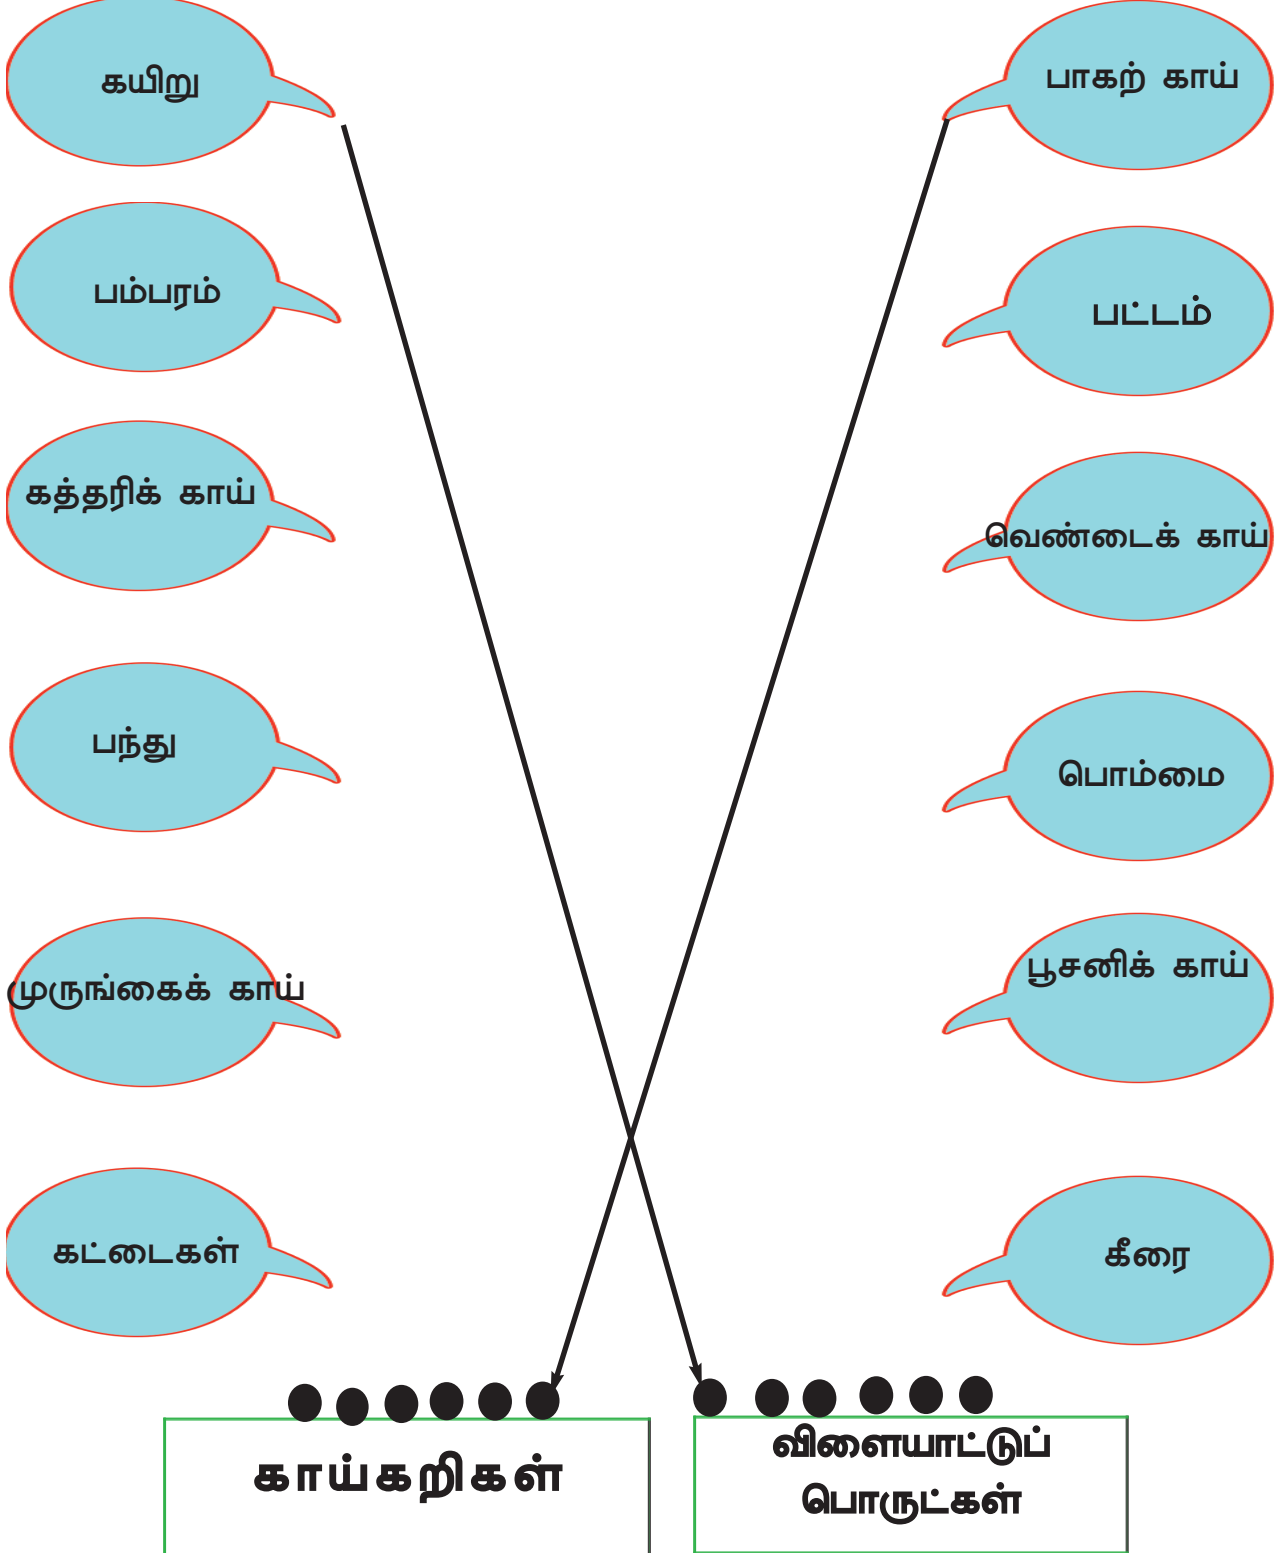 கயிறு
பாகற் காய்
பம்பரம்
பட்டம்
கத்தரிக் காய்
வெண்டைக் காய்
பந்து
பொம்மை
முருங்கைக் காய்
பூசனிக் காய்
கட்டைகள்
கீரை
காய்கறிகள்
விளையாட்டுப்
பொருட்கள்